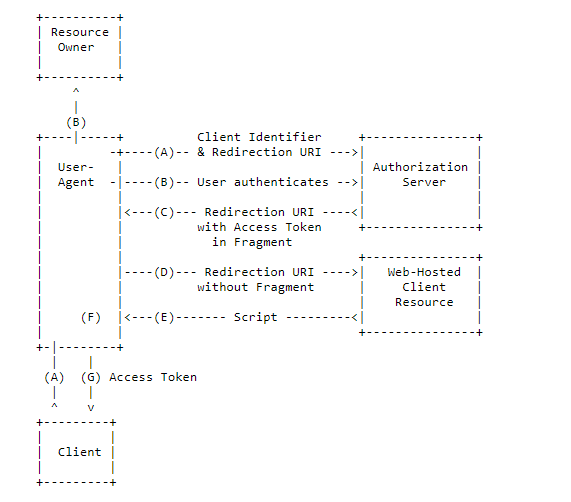 +----------+
| Resource |
|  Owner   |
|          |
+----------+
     ^
     |
    (B)
+----|-----+          Client Identifier     +---------------+
|         -+----(A)-- & Redirection URI --->|               |
|  User-   |                                | Authorization |
|  Agent  -|----(B)-- User authenticates -->|     Server    |
|          |                                |               |
|          |<---(C)--- Redirection URI ----<|               |
|          |          with Access Token     +---------------+
|          |            in Fragment
|          |                                +---------------+
|          |----(D)--- Redirection URI ---->|   Web-Hosted  |
|          |          without Fragment      |     Client    |
|          |                                |    Resource   |
|     (F)  |<---(E)------- Script ---------<|               |
|          |                                +---------------+
+-|--------+
  |    |
 (A)  (G) Access Token
  |    |
  ^    v
+---------+
|         |
|  Client |
|         |
+---------+